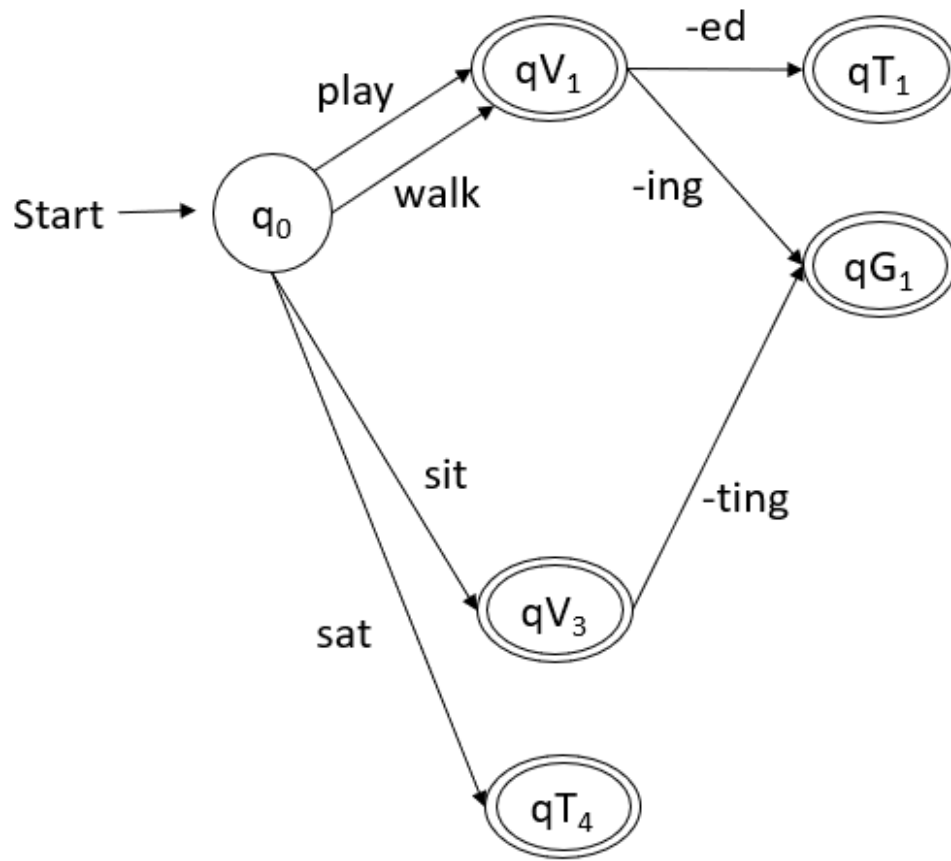 -ed
qV₁
qT₁
play
walk
-ing
Start
q₀
qG₁
sit
-ting
qV₃
sat
qT₄